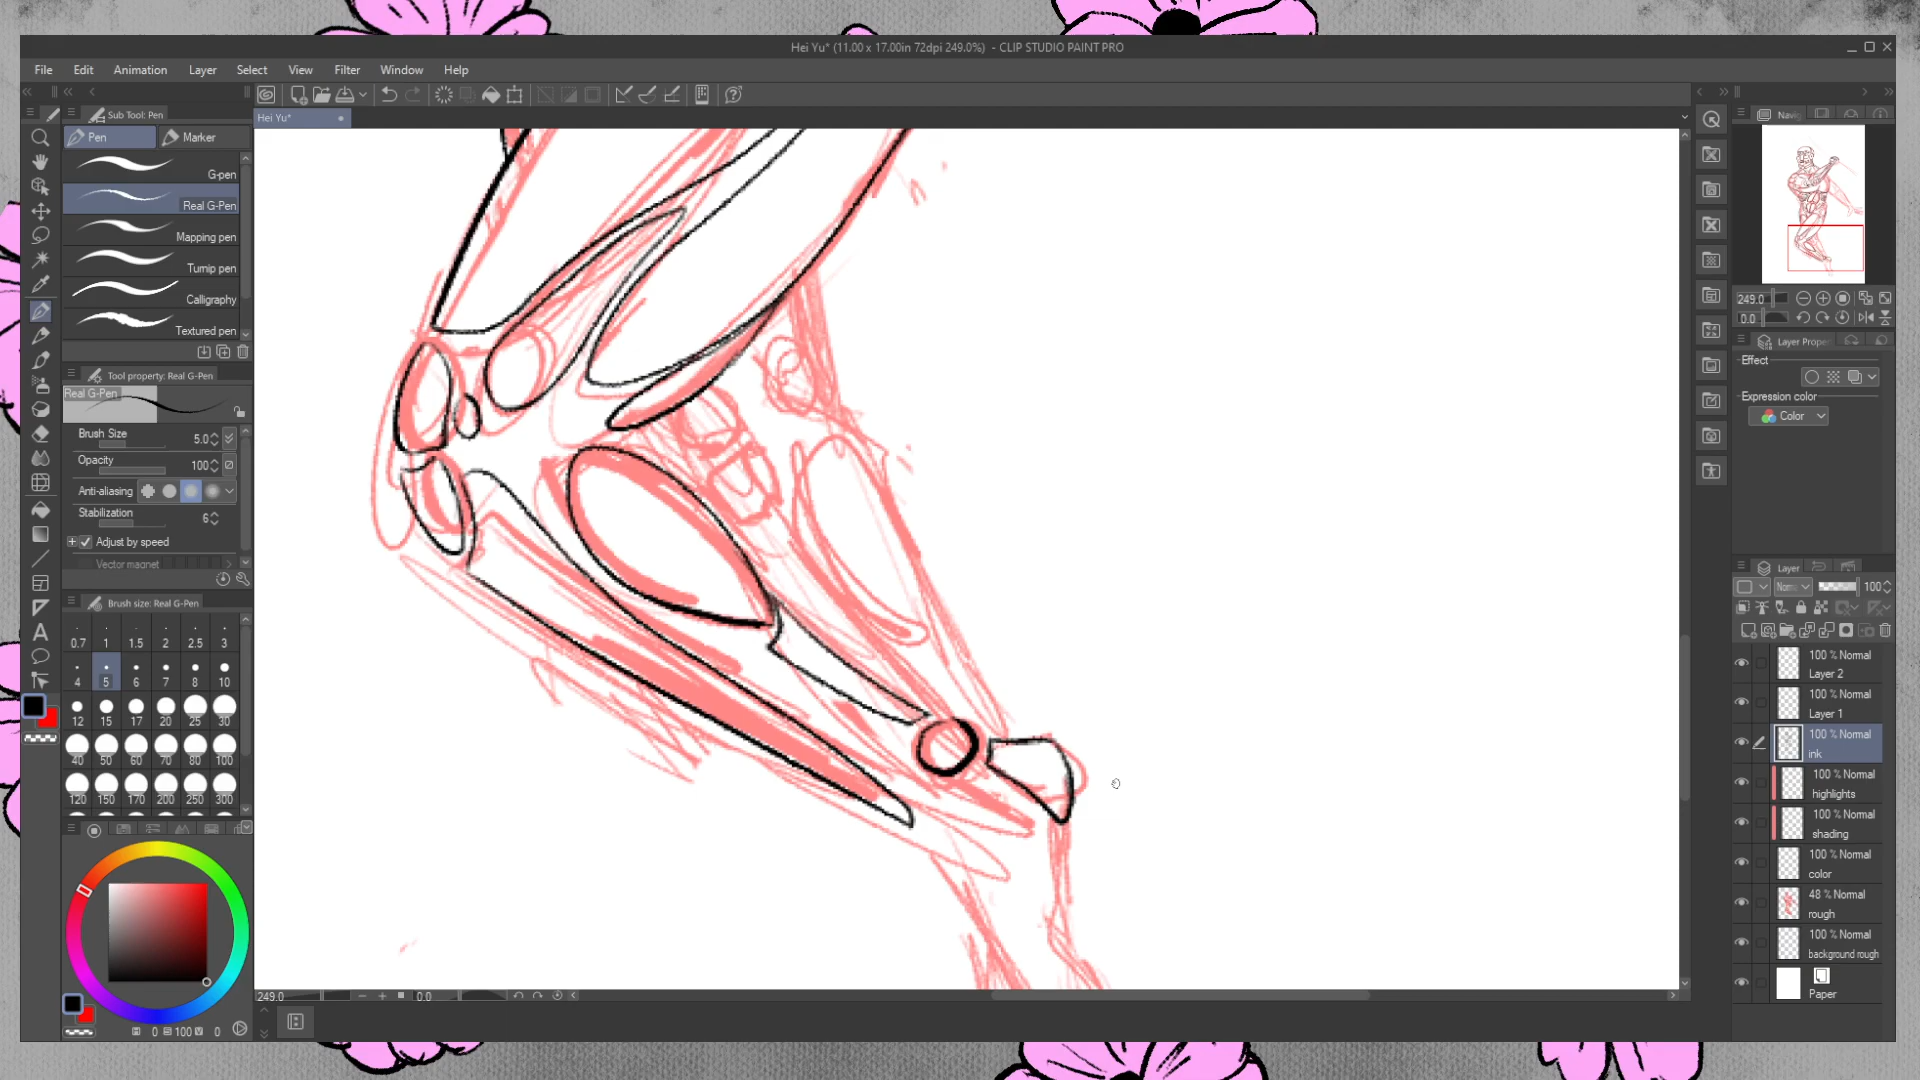 Hei Yu* (11.00 x 17.00in 72dpi 249.0%) - CLIP STUDIO PAINT PRO
File Edit Animation Layer Select View Filter Window Help
Sub Tool: Pen
Pen Marker
G-pen
Real G-Pen
Mapping pen
Turnip pen
Calligraphy
Textured pen
Tool property: Real G-Pen
Real G-Pen
Brush Size 5.0
Opacity 100
Anti-aliasing
Stabilization 6
Adjust by speed
Vector magnet
Brush size: Real G-Pen
0.7 1 1.5 2 2.5 3
4 5 6 7 8 10
12 15 17 20 25 30
40 50 60 70 80 100
120 150 170 200 250 300
0 100 0
Hei Yu*
249.0 0.0
Navi
249.0
0.0
Layer Proper
Effect
Expression color
Color
Layer
Norm 100
100 % Normal
Layer 2
100 % Normal
Layer 1
100 % Normal
ink
100 % Normal
highlights
100 % Normal
shading
100 % Normal
color
48 % Normal
rough
100 % Normal
background rough
Paper